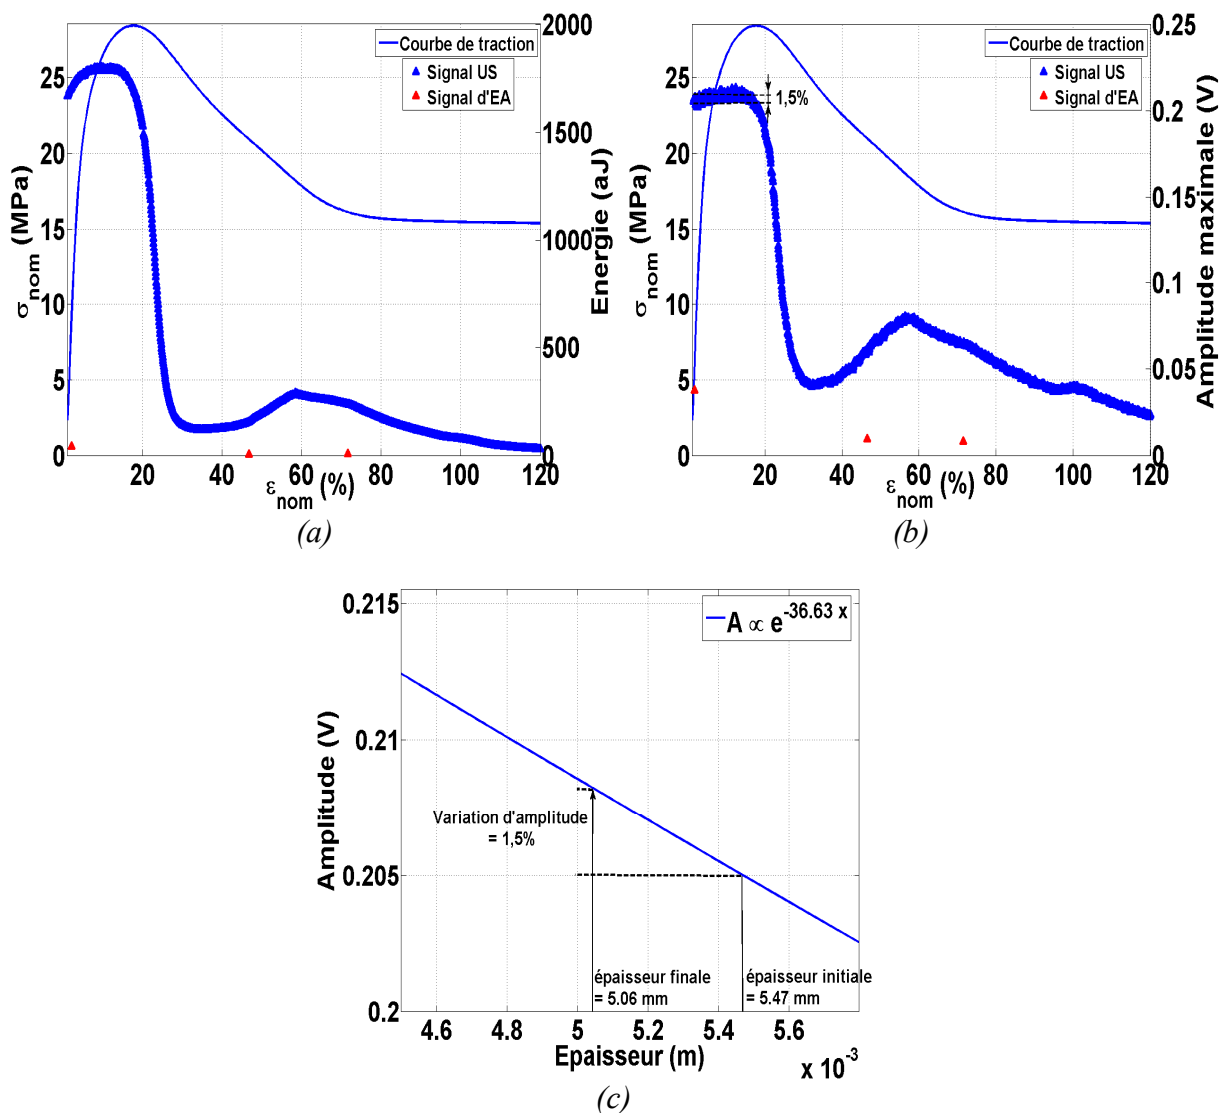 Courbe de traction
Signal US
Signal d'EA
25
20
15
10
5
0
2000
1500
1000
500
0
20
40
60
80
100
120
σnom (MPa)
Energie (aJ)
εnom (%)
(a)
Courbe de traction
Signal US
Signal d'EA
1,5%
25
20
15
10
5
0
0.25
0.2
0.15
0.1
0.05
0
20
40
60
80
100
120
σnom (MPa)
Amplitude maximale (V)
εnom (%)
(b)
A ∝ e-36.63 x
0.215
0.21
0.205
0.2
Amplitude (V)
Variation d'amplitude
= 1,5%
épaisseur finale
= 5.06 mm
épaisseur initiale
= 5.47 mm
4.6
4.8
5
5.2
5.4
5.6
Epaisseur (m)
x 10-3
(c)